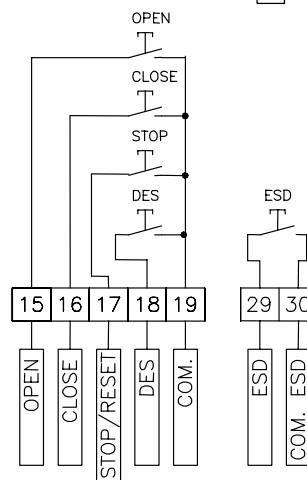 OPEN
CLOSE
STOP
DES
ESD
15 16 17 18 19 29 30
OPEN
CLOSE
STOP/RESET
DES
COM.
ESD
COM. ESD